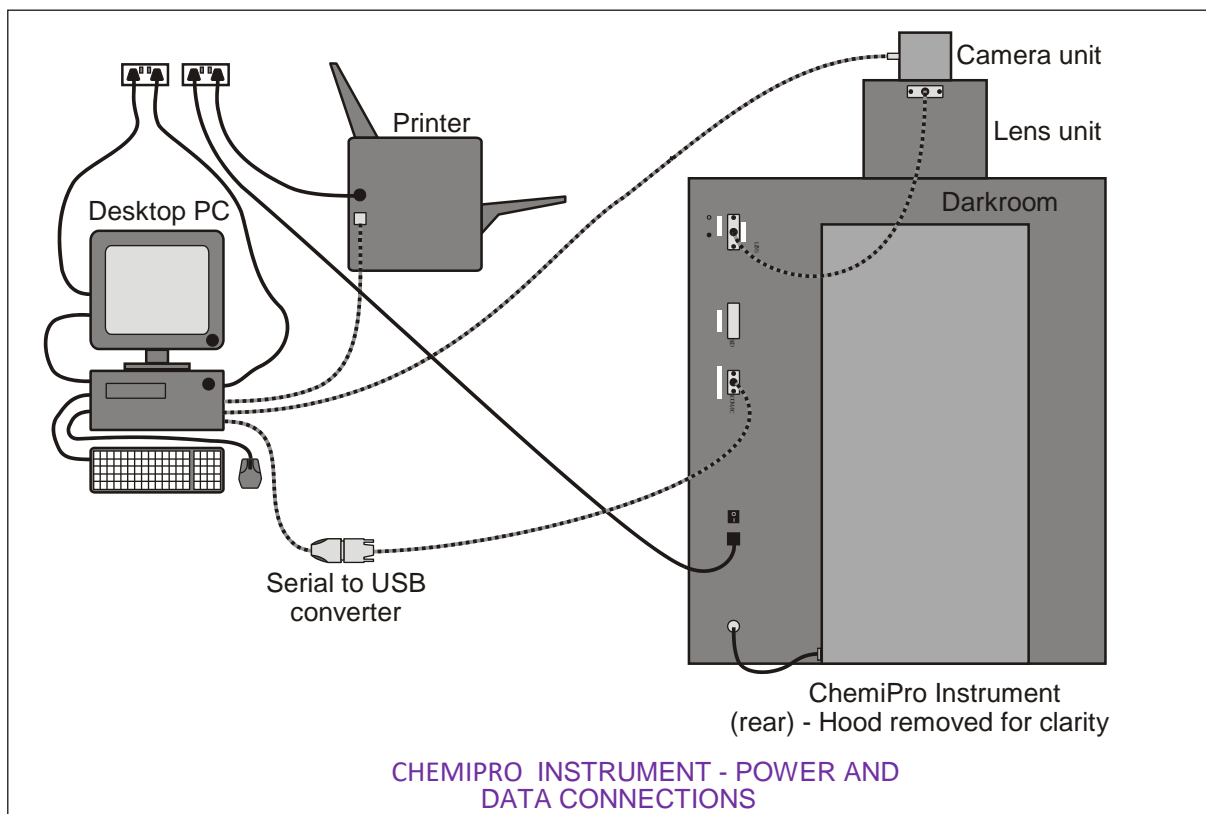 Camera unit
Printer
Lens unit
Desktop PC
Darkroom
Serial to USB
converter
ChemiPro Instrument
(rear) - Hood removed for clarity
CHEMIPRO INSTRUMENT - POWER AND
DATA CONNECTIONS